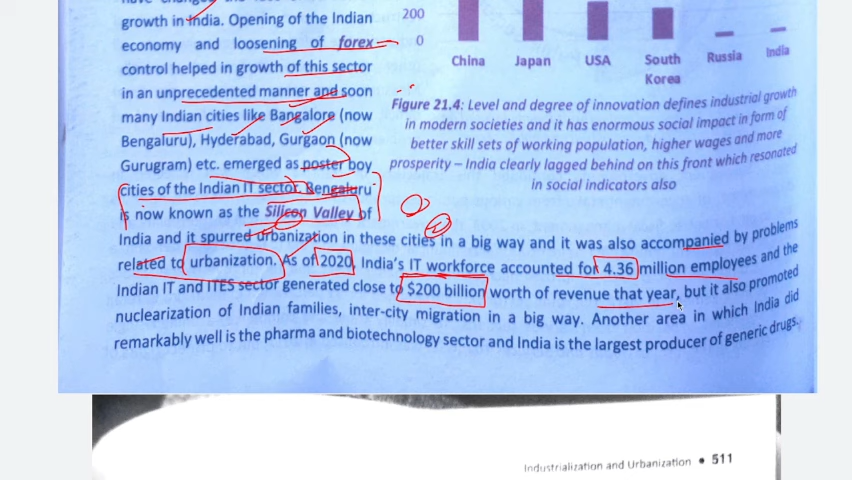 growth in India. Opening of the Indian
economy and loosening of forex
control helped in growth of this sector
in an unprecedented manner and soon
many Indian cities like Bangalore (now
Bengaluru), Hyderabad, Gurgaon (now
Gurugram) etc. emerged as poster boy
cities of the Indian IT sector. Bengaluru
is now known as the Silicon Valley of
200
0
China Japan USA South Korea Russia India
Figure 21.4: Level and degree of innovation defines industrial growth
in modern societies and it has enormous social impact in form of
better skill sets of working population, higher wages and more
prosperity – India clearly lagged behind on this front which resonated
in social indicators also
India and it spurred urbanization in these cities in a big way and it was also accompanied by problems
related to urbanization. As of 2020, India's IT workforce accounted for 4.36 million employees and the
Indian IT and ITES sector generated close to $200 billion worth of revenue that year, but it also promoted
nuclearization of Indian families, inter-city migration in a big way. Another area in which India did
remarkably well is the pharma and biotechnology sector and India is the largest producer of generic drugs.
Industrialization and Urbanization • 511